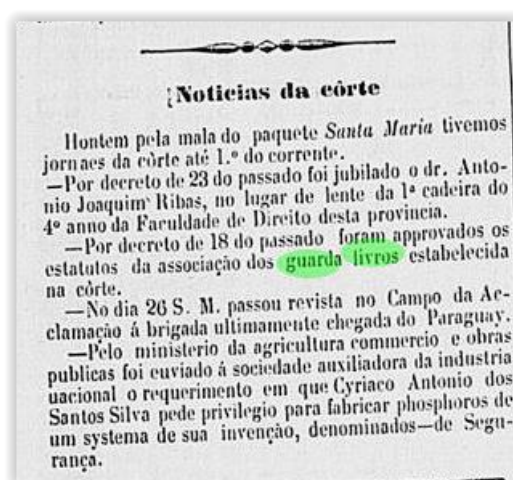 Noticias da côrte
Hontem pela mala do paquete Santa Maria tivemos
jornaes da côrte até 1.º do corrente.
—Por decreto de 23 do passado foi jubilado o dr. Anto-
nio Joaquim Ribas, no lugar de lente da 1ª cadeira do
4º anno da Faculdade de Direito desta provincia.
—Por decreto de 18 do passado foram approvados os
estatutos da associação dos guarda livros estabelecida
na côrte.
—No dia 26 S. M. passou revista no Campo da Ac-
clamação á brigada ultimamente chegada do Paraguay.
—Pelo ministerio da agricultura commercio e obras
publicas foi enviado á sociedade auxiliadora da industria
nacional o requerimento em que Cyriaco Antonio dos
Santos Silva pede privilegio para fabricar phosphoros de
um systema de sua invenção, denominados—de Segu-
rança.